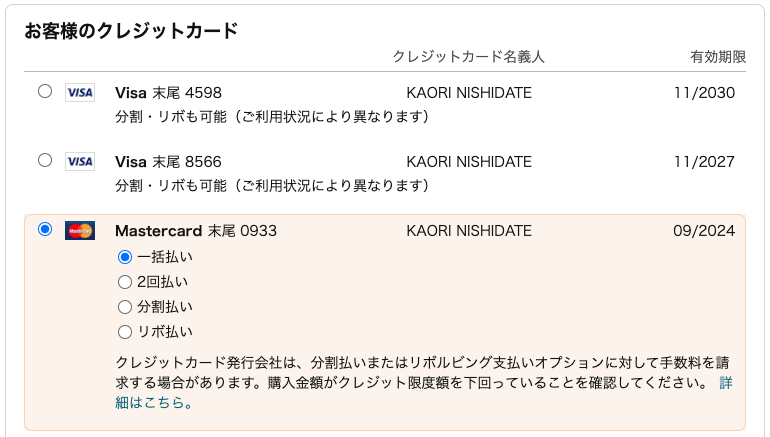 お客様のクレジットカード
クレジットカード名義人 有効期限
VISA Visa 末尾 4598 KAORI NISHIDATE 11/2030
分割・リボも可能（ご利用状況により異なります）
VISA Visa 末尾 8566 KAORI NISHIDATE 11/2027
分割・リボも可能（ご利用状況により異なります）
MasterCard Mastercard 末尾 0933 KAORI NISHIDATE 09/2024
一括払い
2回払い
分割払い
リボ払い
クレジットカード発行会社は、分割払いまたはリボルビング支払いオプションに対して手数料を請
求する場合があります。購入金額がクレジット限度額を下回っていることを確認してください。 詳
細はこちら。